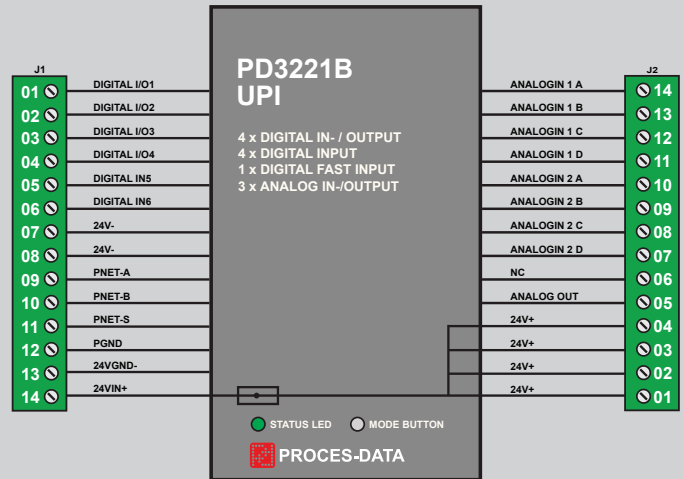 J1
01
02
03
04
05
06
07
08
09
10
11
12
13
14
DIGITAL I/O1
DIGITAL I/O2
DIGITAL I/O3
DIGITAL I/O4
DIGITAL IN5
DIGITAL IN6
24V-
24V-
PNET-A
PNET-B
PNET-S
PGND
24VGND-
24VIN+
PD3221B
UPI
4 x DIGITAL IN- / OUTPUT
4 x DIGITAL INPUT
1 x DIGITAL FAST INPUT
3 x ANALOG IN-/OUTPUT
STATUS LED
MODE BUTTON
PROCES-DATA
ANALOGIN 1 A
ANALOGIN 1 B
ANALOGIN 1 C
ANALOGIN 1 D
ANALOGIN 2 A
ANALOGIN 2 B
ANALOGIN 2 C
ANALOGIN 2 D
NC
ANALOG OUT
24V+
24V+
24V+
24V+
J2
14
13
12
11
10
09
08
07
06
05
04
03
02
01